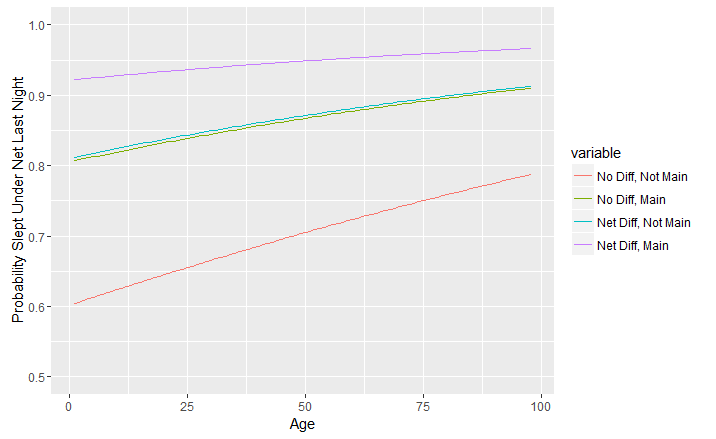 1.0
0.9
0.8
0.7
0.6
0.5
Probability Slept Under Net Last Night
0
25
50
75
100
Age
variable
No Diff, Not Main
No Diff, Main
Net Diff, Not Main
Net Diff, Main